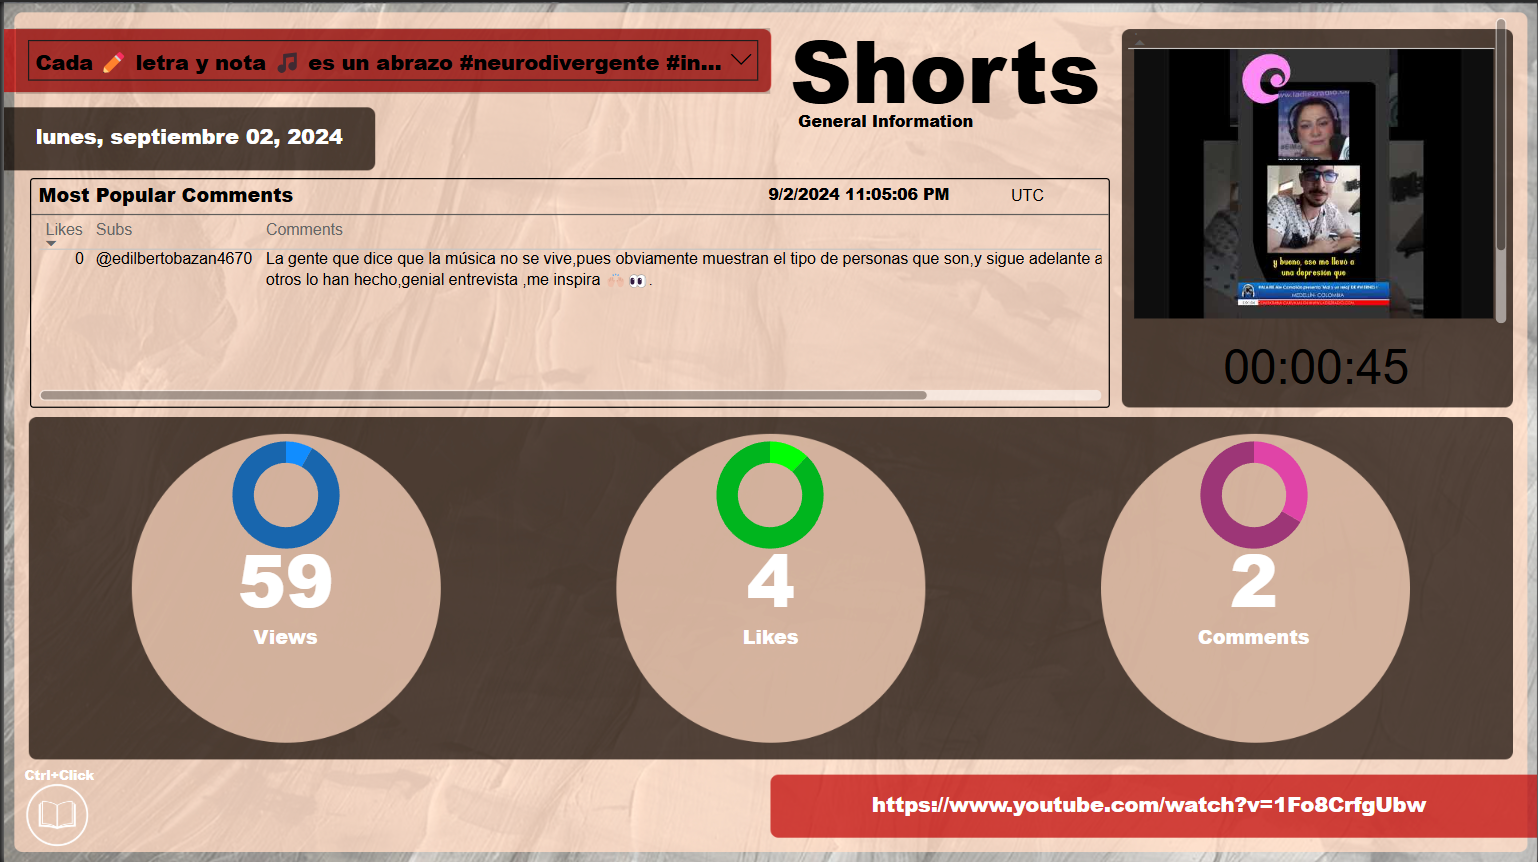 Cada ✏️ letra y nota 🎵 es un abrazo #neurodivergente #in...
Shorts
General Information
lunes, septiembre 02, 2024
Most Popular Comments 9/2/2024 11:05:06 PM UTC
Likes Subs Comments
0 @edilbertobazan4670 La gente que dice que la música no se vive,pues obviamente muestran el tipo de personas que son,y sigue adelante a
otros lo han hecho,genial entrevista ,me inspira 🙌🏻 👀 .
y bueno, eso me llevó a
una depresión que
MEDELLIN- COLOMBIA
00:00:45
59
Views
4
Likes
2
Comments
Ctrl+Click
https://www.youtube.com/watch?v=1Fo8CrfgUbw